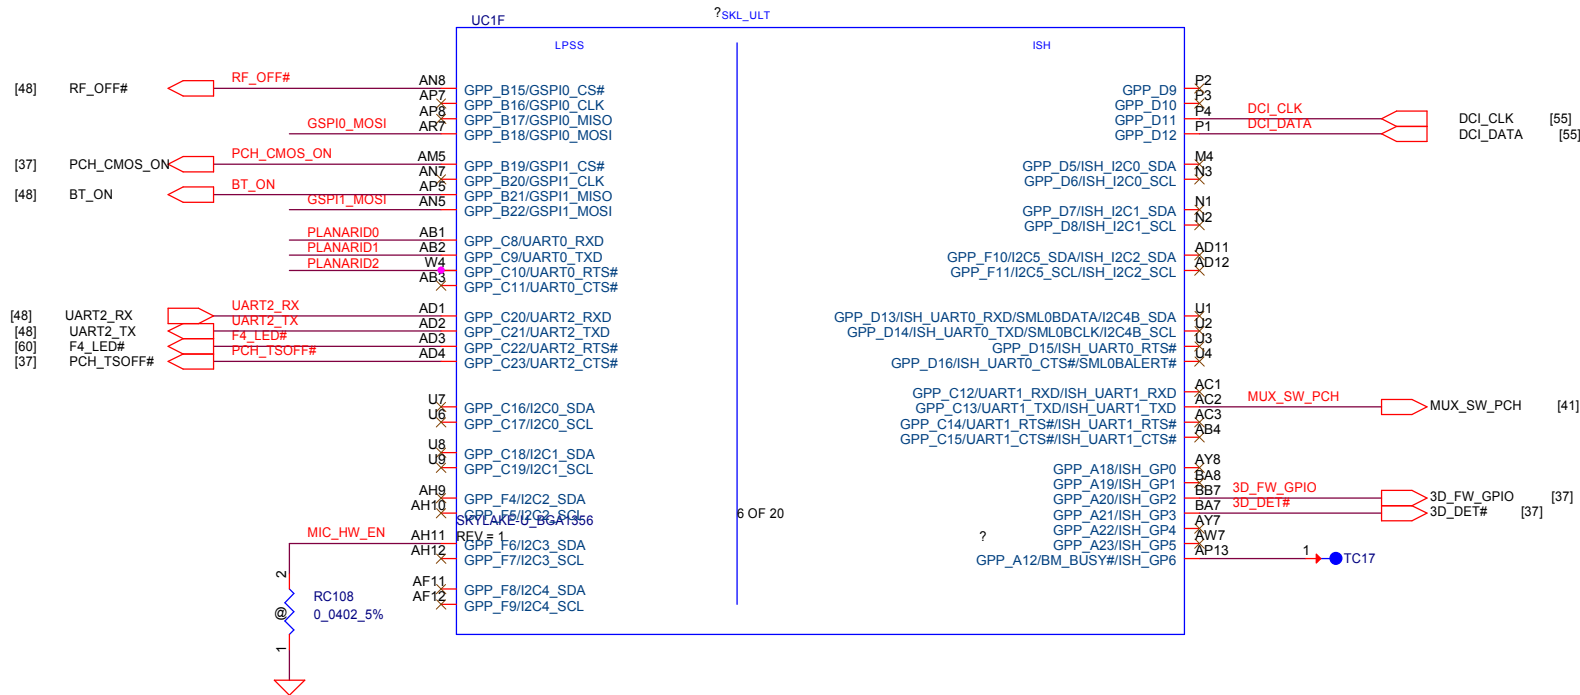 ?SKL_ULT
UC1F
LPSS
ISH
[48] RF_OFF# RF_OFF# AN8 GPP_B15/GSPI0_CS#
AP7 GPP_B16/GSPI0_CLK
AP8 GPP_B17/GSPI0_MISO
GSPI0_MOSI AR7 GPP_B18/GSPI0_MOSI
[37] PCH_CMOS_ON PCH_CMOS_ON AM5 GPP_B19/GSPI1_CS#
AN7 GPP_B20/GSPI1_CLK
[48] BT_ON BT_ON AP5 GPP_B21/GSPI1_MISO
GSPI1_MOSI AN5 GPP_B22/GSPI1_MOSI
PLANARID0 AB1 GPP_C8/UART0_RXD
PLANARID1 AB2 GPP_C9/UART0_TXD
PLANARID2 W4 GPP_C10/UART0_RTS#
AB3 GPP_C11/UART0_CTS#
[48] UART2_RX UART2_RX AD1 GPP_C20/UART2_RXD
[48] UART2_TX UART2_TX AD2 GPP_C21/UART2_TXD
[60] F4_LED# F4_LED# AD3 GPP_C22/UART2_RTS#
[37] PCH_TSOFF# PCH_TSOFF# AD4 GPP_C23/UART2_CTS#
U7 GPP_C16/I2C0_SDA
U6 GPP_C17/I2C0_SCL
U8 GPP_C18/I2C1_SDA
U9 GPP_C19/I2C1_SCL
AH9 GPP_F4/I2C2_SDA
AH10 GPP_F5/I2C2_SCL
SKYLAKE-U_BGA1356
REV = 1
MIC_HW_EN AH11 GPP_F6/I2C3_SDA
AH12 GPP_F7/I2C3_SCL
AF11 GPP_F8/I2C4_SDA
AF12 GPP_F9/I2C4_SCL
2
@
RC108
0_0402_5%
1
6 OF 20
?
GPP_D9 P2
GPP_D10 P3
GPP_D11 P4 DCI_CLK DCI_CLK [55]
GPP_D12 P1 DCI_DATA DCI_DATA [55]
GPP_D5/ISH_I2C0_SDA M4
GPP_D6/ISH_I2C0_SCL N3
GPP_D7/ISH_I2C1_SDA N1
GPP_D8/ISH_I2C1_SCL N2
GPP_F10/I2C5_SDA/ISH_I2C2_SDA AD11
GPP_F11/I2C5_SCL/ISH_I2C2_SCL AD12
GPP_D13/ISH_UART0_RXD/SML0BDATA/I2C4B_SDA U1
GPP_D14/ISH_UART0_TXD/SML0BCLK/I2C4B_SCL U2
GPP_D15/ISH_UART0_RTS# U3
GPP_D16/ISH_UART0_CTS#/SML0BALERT# U4
GPP_C12/UART1_RXD/ISH_UART1_RXD AC1
GPP_C13/UART1_TXD/ISH_UART1_TXD AC2 MUX_SW_PCH MUX_SW_PCH [41]
GPP_C14/UART1_RTS#/ISH_UART1_RTS# AC3
GPP_C15/UART1_CTS#/ISH_UART1_CTS# AB4
GPP_A18/ISH_GP0 AY8
GPP_A19/ISH_GP1 BA8
GPP_A20/ISH_GP2 BB7 3D_FW_GPIO 3D_FW_GPIO [37]
GPP_A21/ISH_GP3 BA7 3D_DET# 3D_DET# [37]
GPP_A22/ISH_GP4 AY7
GPP_A23/ISH_GP5 AW7
GPP_A12/BM_BUSY#/ISH_GP6 AP13 1 TC17